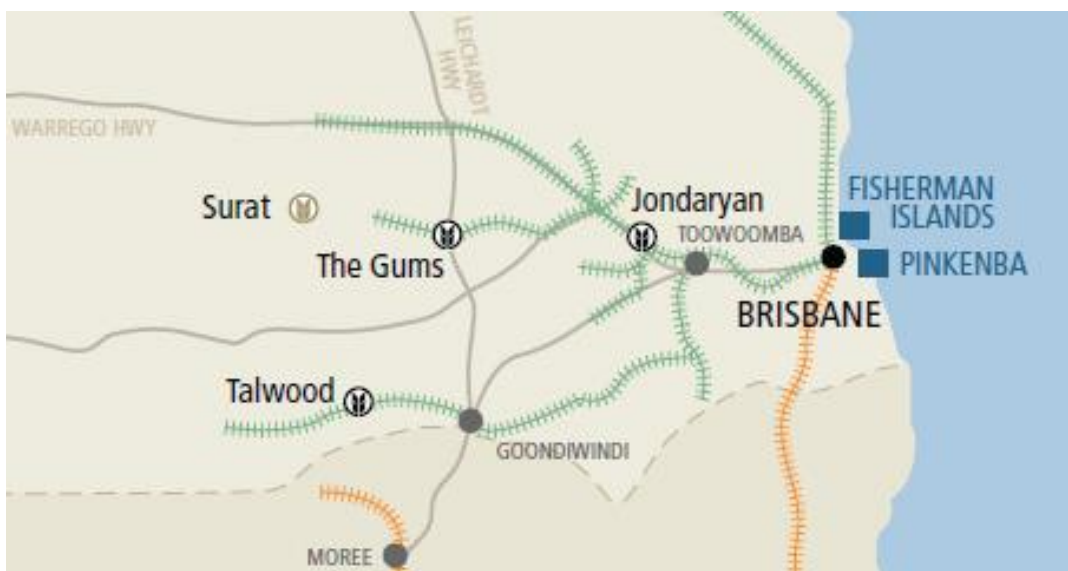 LEICHARDT
HWY
WARREGO HWY
Surat
The Gums
Jondaryan
TOOWOOMBA
FISHERMAN
ISLANDS
PINKENBA
BRISBANE
Talwood
GOONDIWINDI
MOREE